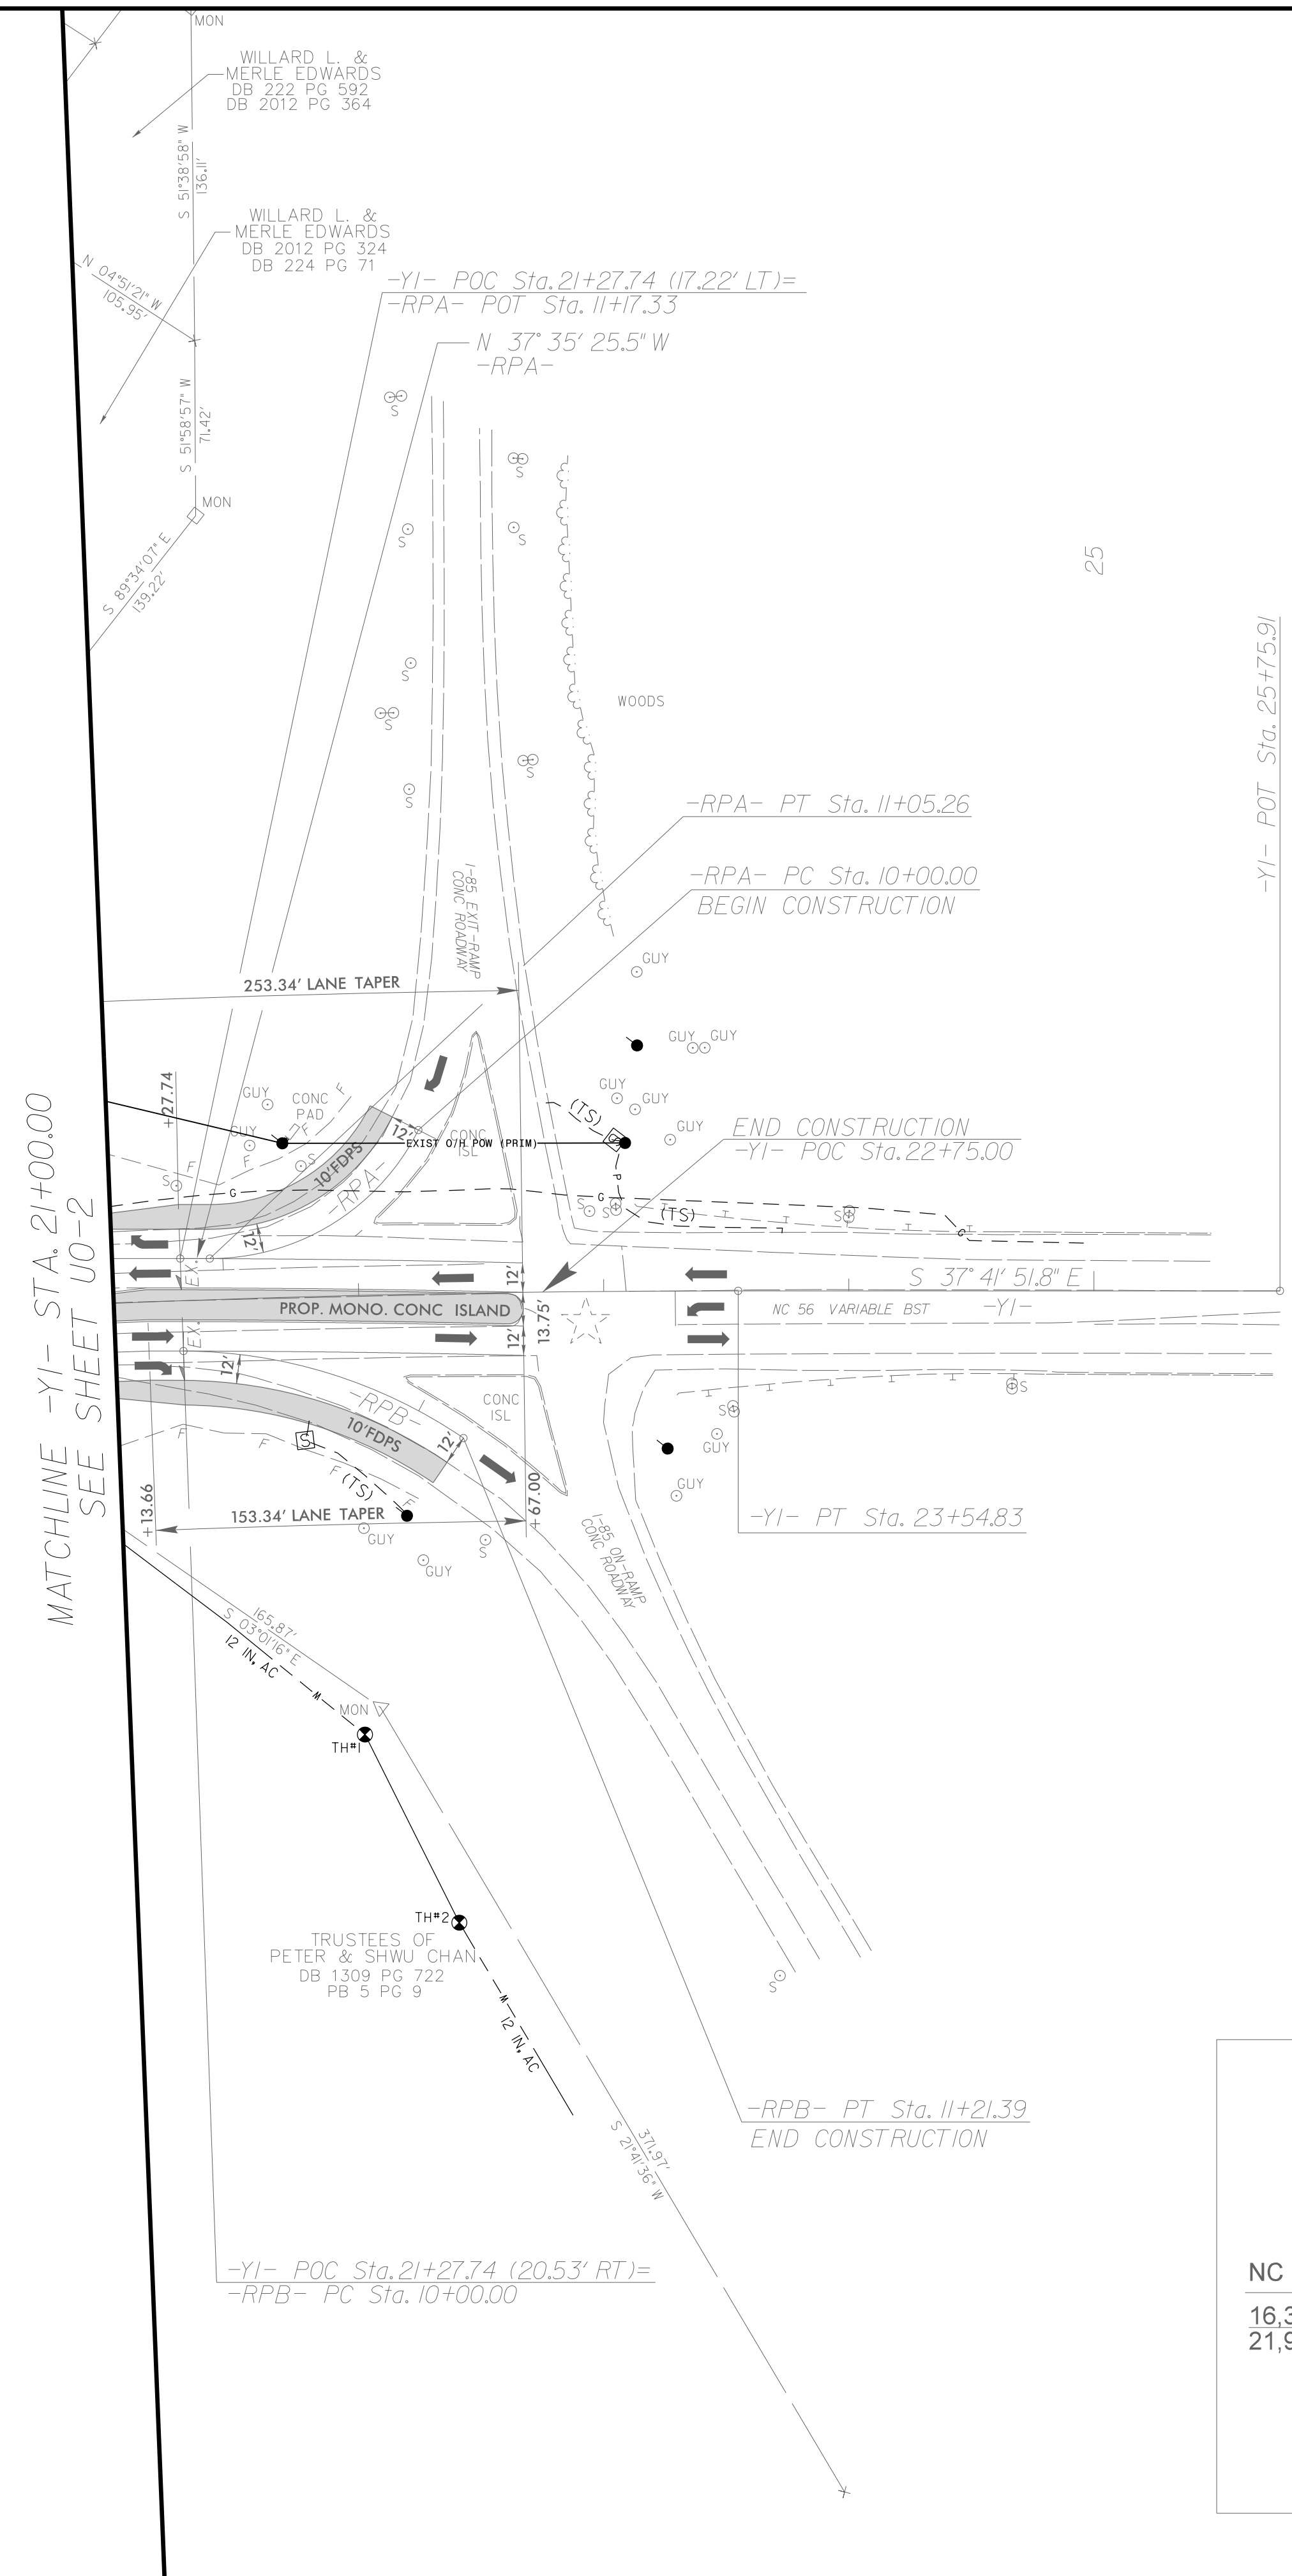 MON
WILLARD L. &
MERLE EDWARDS
DB 222 PG 592
DB 2012 PG 364
S 51°38'58" W
136.11'
WILLARD L. &
MERLE EDWARDS
DB 2012 PG 324
DB 224 PG 71
N 04°51'21" W
105.95'
-Y1- POC Sta. 21+27.74 (17.22' LT)=
-RPA- POT Sta. 11+17.33
N 37° 35' 25.5" W
-RPA-
S
S 51°58'57" W
71.42'
S
MON
S
S
25
S 89°34'07" E
139.22'
-Y1- POT Sta. 25+75.91
S
WOODS
S
S
S
-RPA- PT Sta. 11+05.26
I-85 EXIT-RAMP
CONC ROADWAY
-RPA- PC Sta. 10+00.00
BEGIN CONSTRUCTION
GUY
253.34' LANE TAPER
GUY
GUY
+27.74
GUY
CONC
PAD
F
GUY
(TS)
GUY
GUY
F
12'
CONC
ISL
EXIST O/H POW (PRIM)
P
END CONSTRUCTION
-Y1- POC Sta. 22+75.00
F
F
S
10'FDPS
-RPA-
P
S
G
G
S
S
(TS)
S
G
12'
MATCHLINE -Y1- STA. 21+00.00
SEE SHEET UO-2
EX.
12'
S 37° 41' 51.8" E
PROP. MONO. CONC ISLAND
13.75'
NC 56 VARIABLE BST
-Y1-
EX.
12'
12'
-RPB-
CONC
ISL
S
S
10'FDPS
12'
F
F
S
GUY
F
(TS)
F
GUY
+13.66
153.34' LANE TAPER
+67.00
-Y1- PT Sta. 23+54.83
GUY
S
GUY
I-85 ON-RAMP
CONC ROADWAY
165.87'
S 03°01'16" E
12 IN. AC
W
MON
TH#1
TH#2
TRUSTEES OF
PETER & SHWU CHAN
DB 1309 PG 722
PB 5 PG 9
S
W
12 IN. AC
-RPB- PT Sta. 11+21.39
END CONSTRUCTION
371.97'
S 21°41'36" W
-Y1- POC Sta. 21+27.74 (20.53' RT)=
-RPB- PC Sta. 10+00.00
NC
16,3
21,9